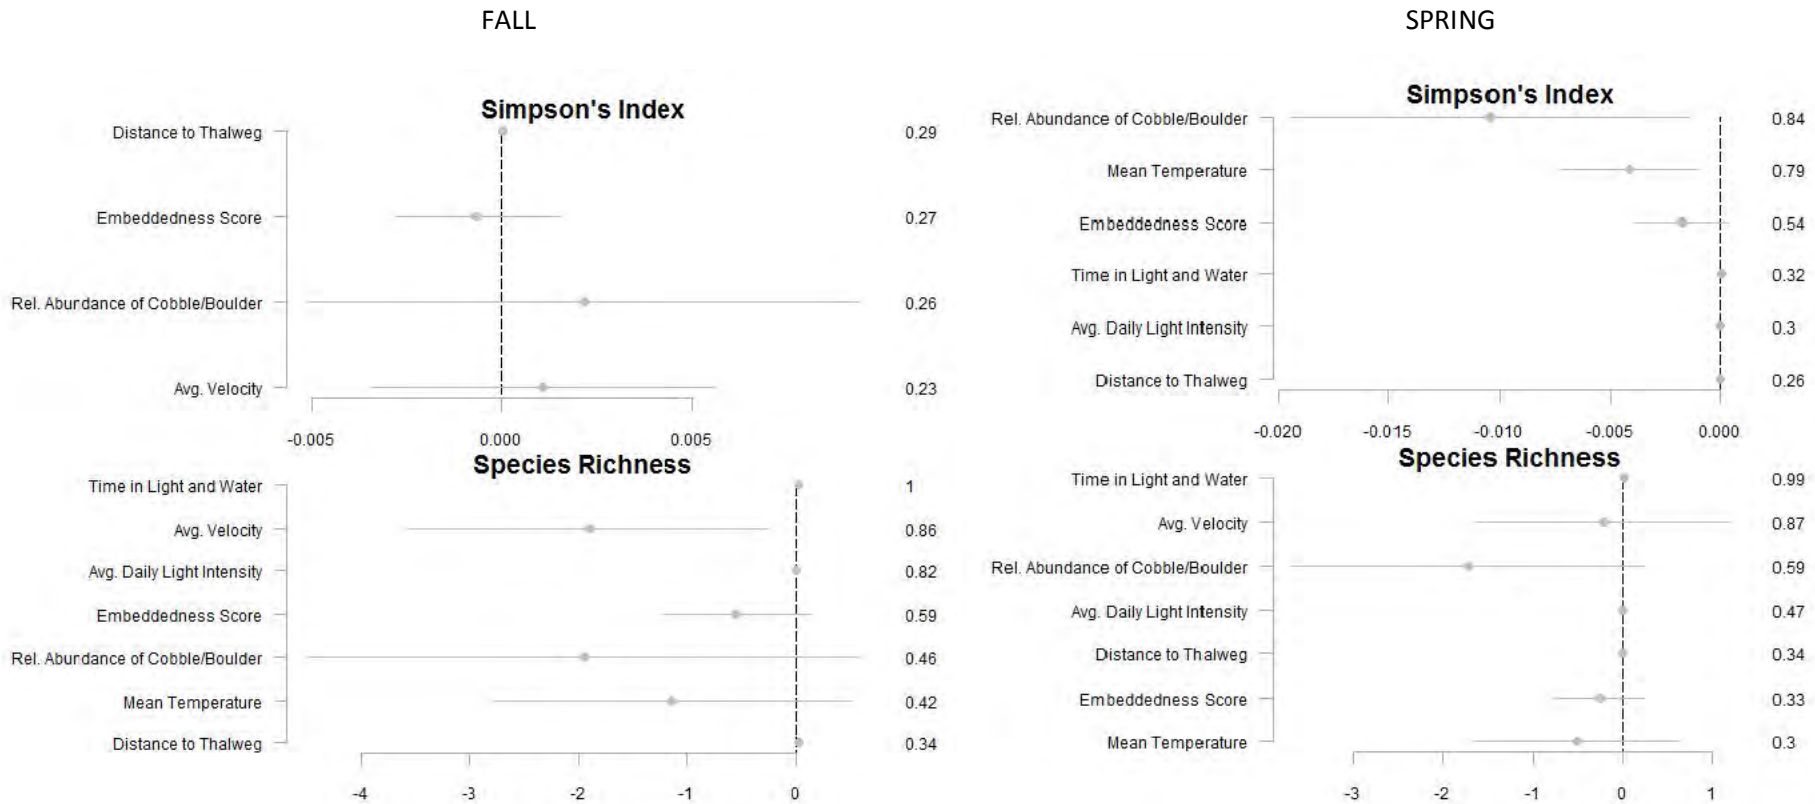 FALL
SPRING
Simpson's Index
Distance to Thalweg 0.29
Embeddedness Score 0.27
Rel. Abundance of Cobble/Boulder 0.26
Avg. Velocity 0.23
-0.005 0.000 0.005
Species Richness
Time in Light and Water 1
Avg. Velocity 0.86
Avg. Daily Light Intensity 0.82
Embeddedness Score 0.59
Rel. Abundance of Cobble/Boulder 0.46
Mean Temperature 0.42
Distance to Thalweg 0.34
-4 -3 -2 -1 0
Simpson's Index
Rel. Abundance of Cobble/Boulder 0.84
Mean Temperature 0.79
Embeddedness Score 0.54
Time in Light and Water 0.32
Avg. Daily Light Intensity 0.3
Distance to Thalweg 0.26
-0.020 -0.015 -0.010 -0.005 0.000
Species Richness
Time in Light and Water 0.99
Avg. Velocity 0.87
Rel. Abundance of Cobble/Boulder 0.59
Avg. Daily Light Intensity 0.47
Distance to Thalweg 0.34
Embeddedness Score 0.33
Mean Temperature 0.3
-3 -2 -1 0 1